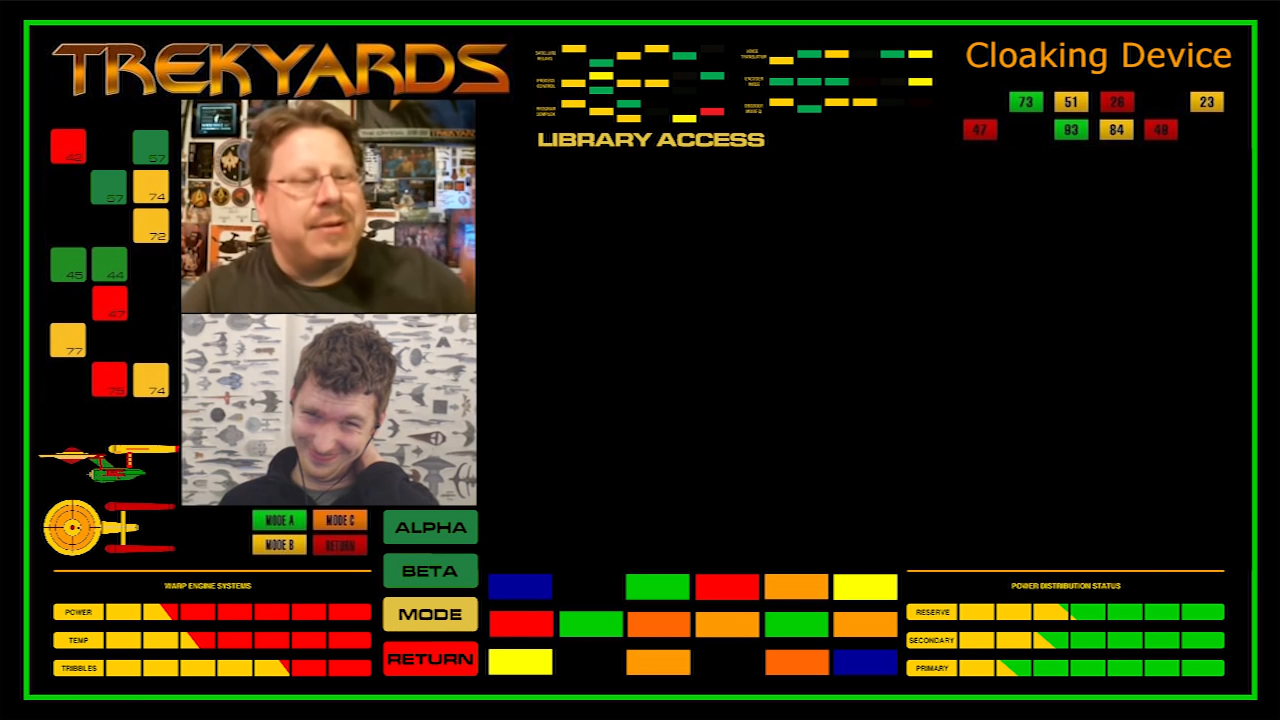 TREKYARDS
Cloaking Device
LIBRARY ACCESS
73 51 26 23
47 93 84 49
42 57
57 74
72
45 44
47
77
75 74
MODE A MODE C
MODE B RETURN
ALPHA
BETA
MODE
RETURN
WARP ENGINE SYSTEMS
POWER
TEMP
TRIBBLES
POWER DISTRIBUTION STATUS
RESERVE
SECONDARY
PRIMARY